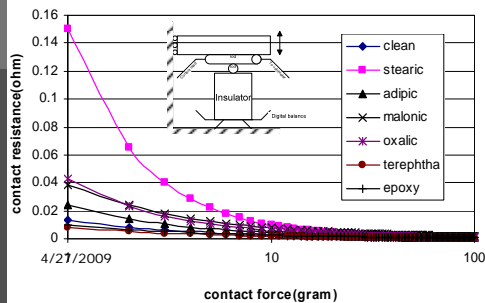 0.16
0.14
0.12
0.1
0.08
0.06
0.04
0.02
0
contact resistance(ohm)
Insulator
Digital balance
clean
stearic
adipic
malonic
oxalic
terephtha
epoxy
4/27/2009
10
100
contact force(gram)